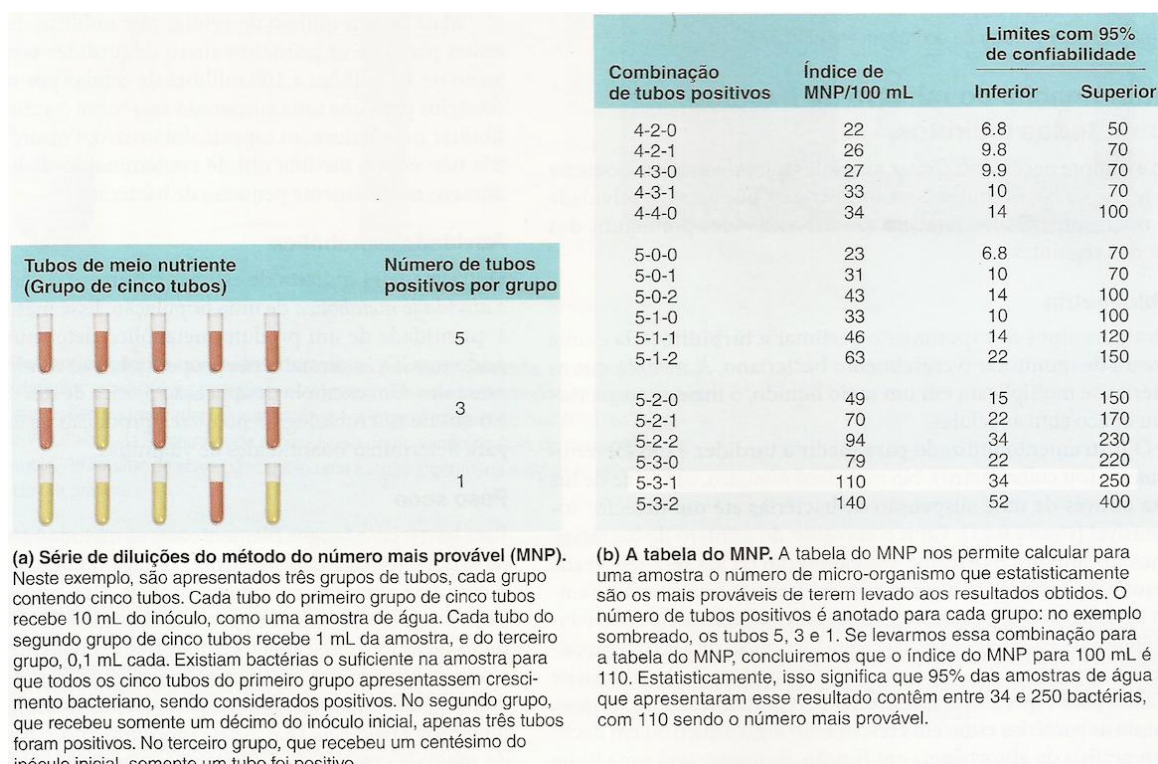 Tubos de meio nutriente
(Grupo de cinco tubos)
Número de tubos
positivos por grupo
5
3
1
(a) Série de diluições do método do número mais provável (MNP).
Neste exemplo, são apresentados três grupos de tubos, cada grupo
contendo cinco tubos. Cada tubo do primeiro grupo de cinco tubos
recebe 10 mL do inóculo, como uma amostra de água. Cada tubo do
segundo grupo de cinco tubos recebe 1 mL da amostra, e do terceiro
grupo, 0,1 mL cada. Existiam bactérias o suficiente na amostra para
que todos os cinco tubos do primeiro grupo apresentassem cresci-
mento bacteriano, sendo considerados positivos. No segundo grupo,
que recebeu somente um décimo do inóculo inicial, apenas três tubos
foram positivos. No terceiro grupo, que recebeu um centésimo do
inóculo inicial, somente um tubo foi positivo.
Combinação
de tubos positivos
Índice de
MNP/100 mL
Limites com 95%
de confiabilidade
Inferior Superior
4-2-0 22 6.8 50
4-2-1 26 9.8 70
4-3-0 27 9.9 70
4-3-1 33 10 70
4-4-0 34 14 100
5-0-0 23 6.8 70
5-0-1 31 10 70
5-0-2 43 14 100
5-1-0 33 10 100
5-1-1 46 14 120
5-1-2 63 22 150
5-2-0 49 15 150
5-2-1 70 22 170
5-2-2 94 34 230
5-3-0 79 22 220
5-3-1 110 34 250
5-3-2 140 52 400
(b) A tabela do MNP. A tabela do MNP nos permite calcular para
uma amostra o número de micro-organismo que estatisticamente
são os mais prováveis de terem levado aos resultados obtidos. O
número de tubos positivos é anotado para cada grupo: no exemplo
sombreado, os tubos 5, 3 e 1. Se levarmos essa combinação para
a tabela do MNP, concluiremos que o índice do MNP para 100 mL é
110. Estatisticamente, isso significa que 95% das amostras de água
que apresentaram esse resultado contêm entre 34 e 250 bactérias,
com 110 sendo o número mais provável.